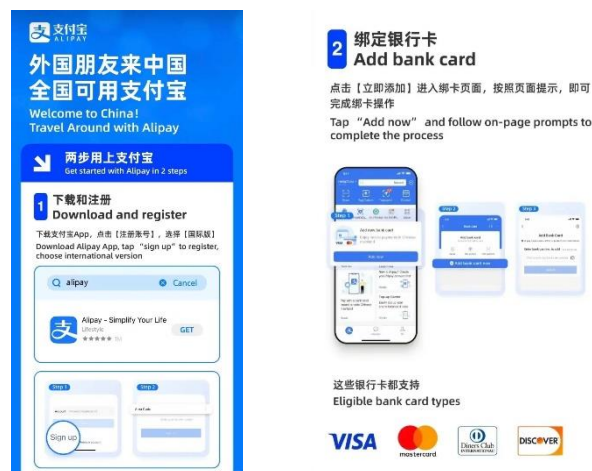 支付宝
ALIPAY
外国朋友来中国
全国可用支付宝
Welcome to China!
Travel Around with Alipay
两步用上支付宝
Get started with Alipay in 2 steps
1
下载和注册
Download and register
下载支付宝App，点击【注册账号】，选择【国际版】
Download Alipay App, tap “sign up” to register,
choose international version
alipay
Cancel
Alipay - Simplify Your Life
Lifestyle
GET
Step 1
Step 2
Sign up
2
绑定银行卡
Add bank card
点击【立即添加】进入绑卡页面，按照页面提示，即可
完成绑卡操作
Tap “Add now” and follow on-page prompts to
complete the process
Step 1
Add new bank card
Add now
Step 2
Add bank card now
Step 3
Add Bank Card
这些银行卡都支持
Eligible bank card types
VISA
mastercard
Diners Club
INTERNATIONAL
DISCOVER